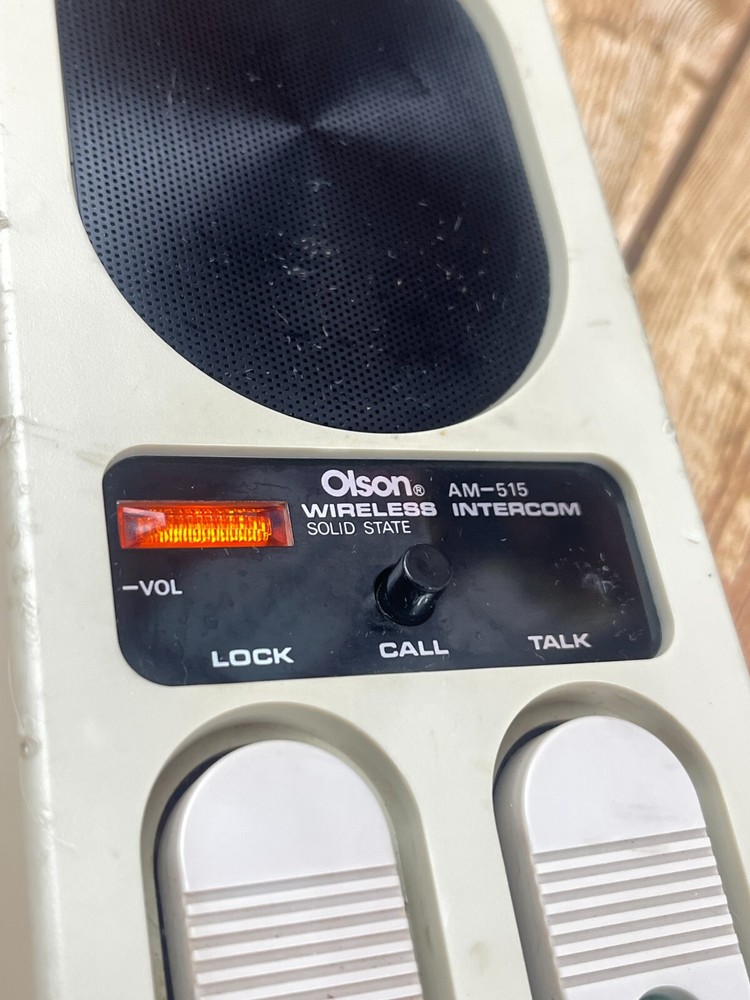 Olson® AM-515
WIRELESS INTERCOM
SOLID STATE
-VOL
LOCK CALL TALK